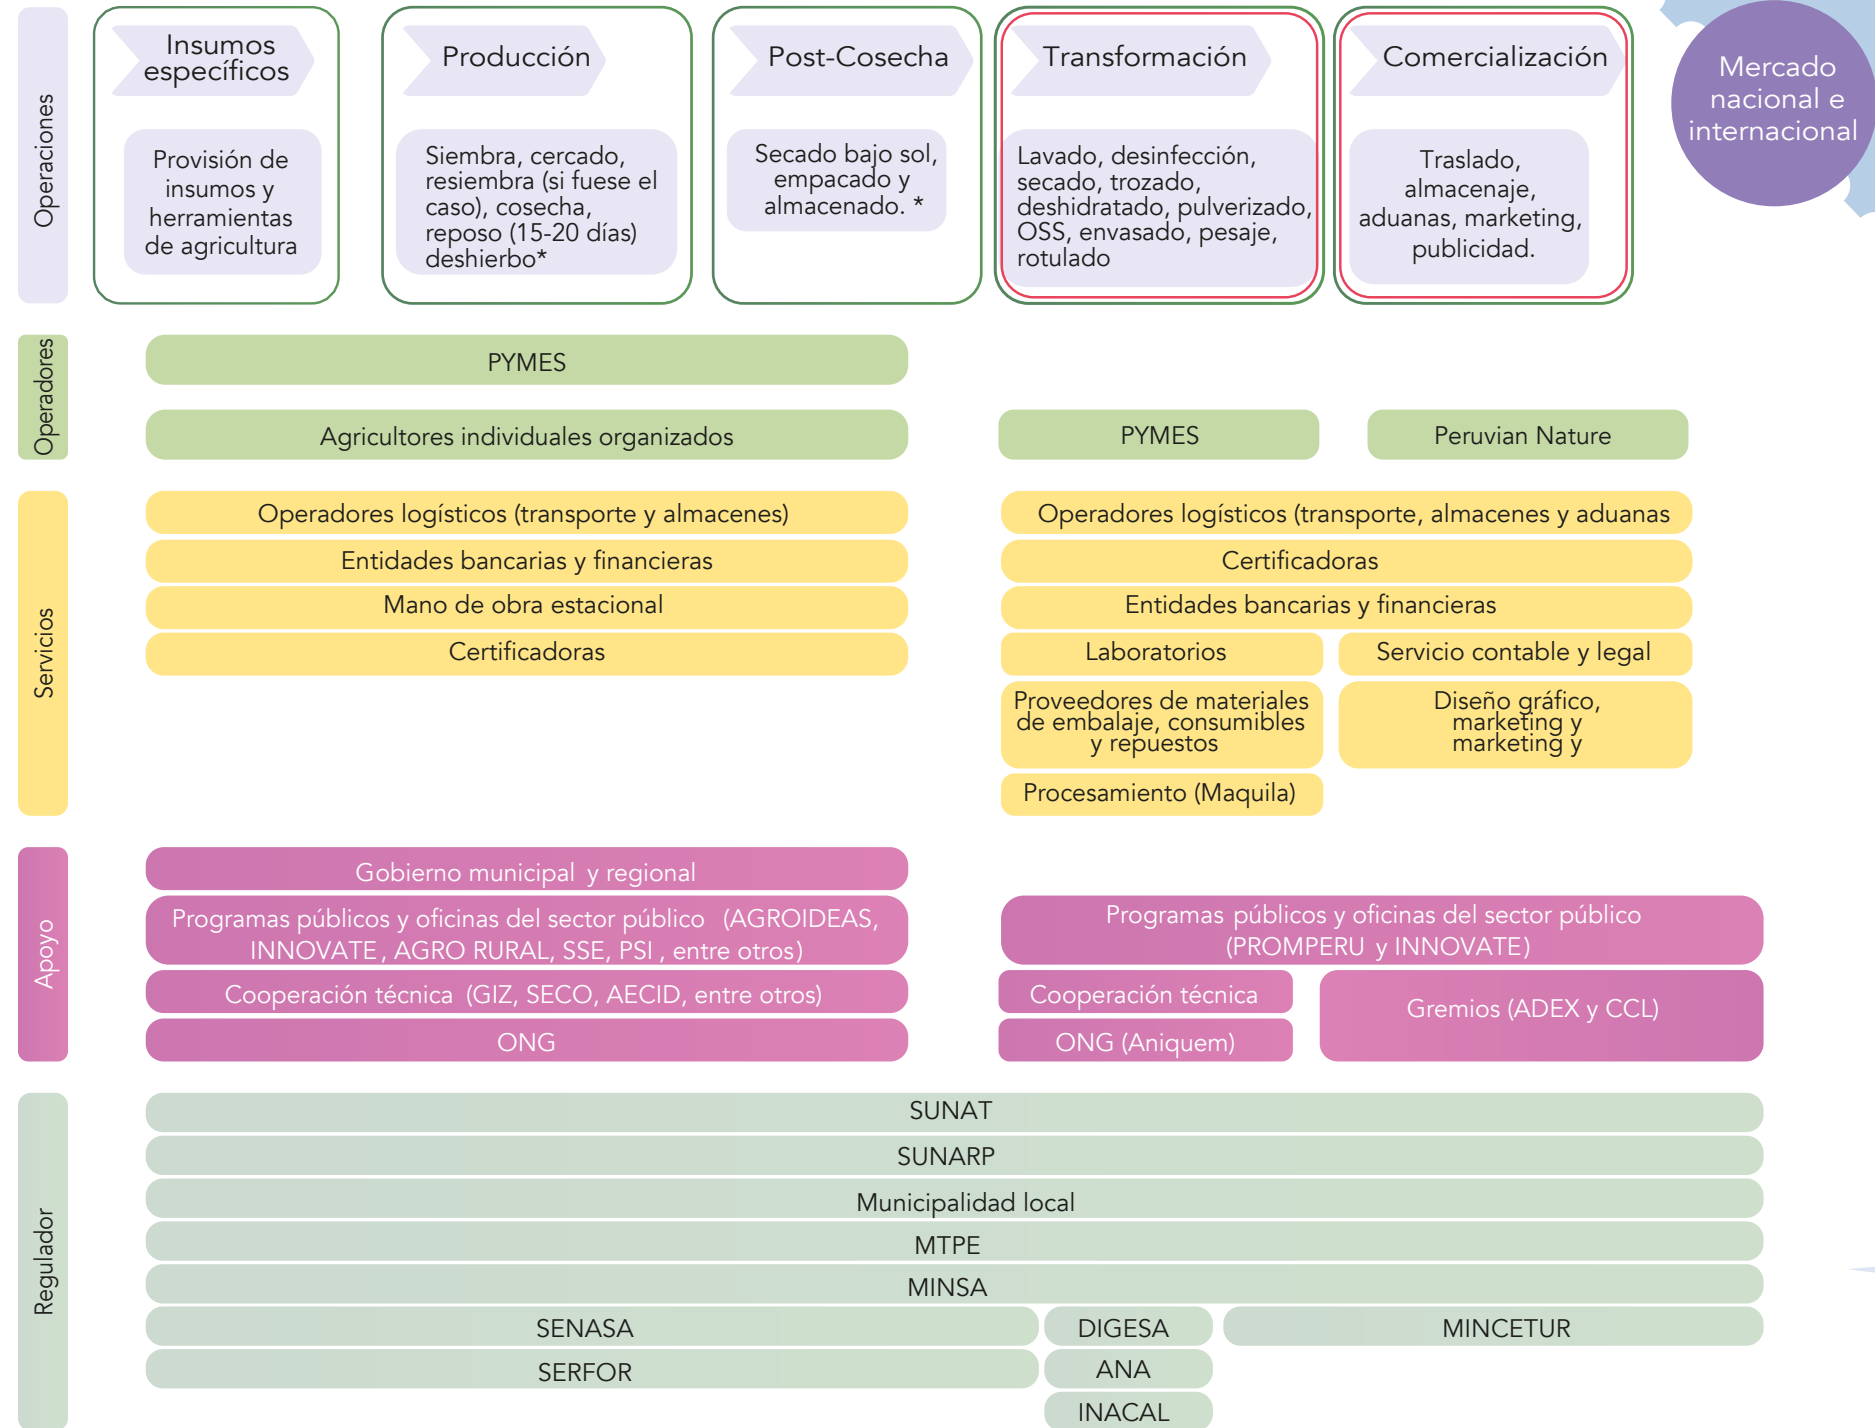 Operaciones
Insumos
específicos
Producción
Post-Cosecha
Transformación
Comercialización
Mercado
nacional e
internacional
Provisión de
insumos y
herramientas
de agricultura
Siembra, cercado,
resiembra (si fuese el
caso), cosecha,
reposo (15-20 días)
deshierbo*
Secado bajo sol,
empacado y
almacenado. *
Lavado, desinfección,
secado, trozado,
deshidratado, pulverizado,
OSS, envasado, pesaje,
rotulado
Traslado,
almacenaje,
aduanas, marketing,
publicidad.
Operadores
PYMES
Agricultores individuales organizados
PYMES
Peruvian Nature
Servicios
Operadores logísticos (transporte y almacenes)
Entidades bancarias y financieras
Mano de obra estacional
Certificadoras
Operadores logísticos (transporte, almacenes y aduanas
Certificadoras
Entidades bancarias y financieras
Laboratorios
Servicio contable y legal
Proveedores de materiales
de embalaje, consumibles
y repuestos
Diseño gráfico,
marketing y
marketing y
Procesamiento (Maquila)
Apoyo
Gobierno municipal y regional
Programas públicos y oficinas del sector público (AGROIDEAS,
INNOVATE, AGRO RURAL, SSE, PSI, entre otros)
Cooperación técnica (GIZ, SECO, AECID, entre otros)
ONG
Programas públicos y oficinas del sector público
(PROMPERU y INNOVATE)
Cooperación técnica
ONG (Aniquem)
Gremios (ADEX y CCL)
Regulador
SUNAT
SUNARP
Municipalidad local
MTPE
MINSA
SENASA
DIGESA
MINCETUR
SERFOR
ANA
INACAL